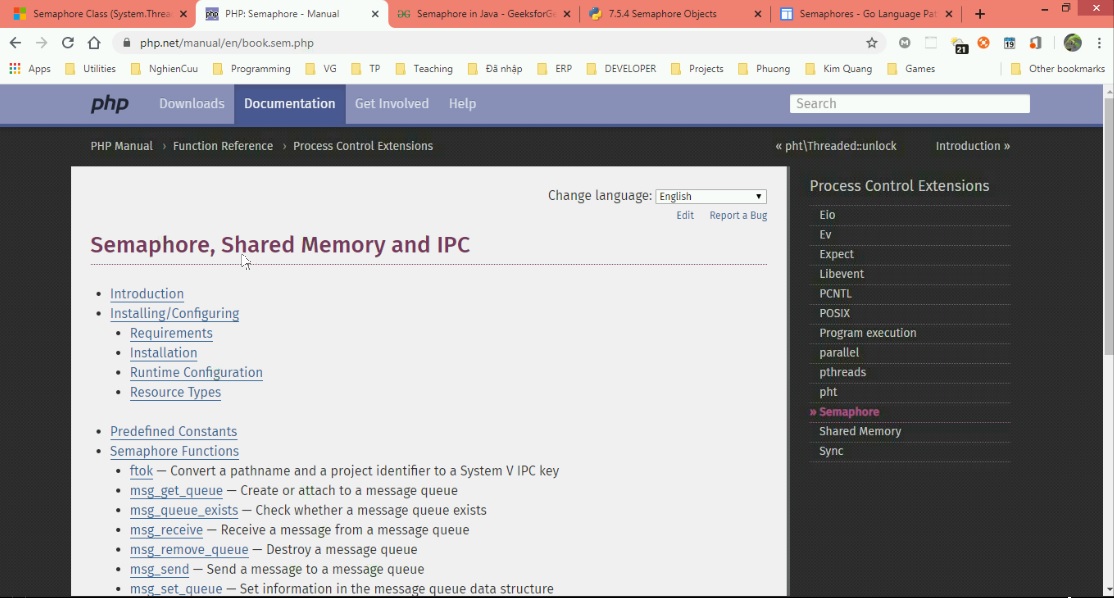 Semaphore Class (System.Threa
PHP: Semaphore - Manual
Semaphore in Java - GeeksforGe
7.5.4 Semaphore Objects
Semaphores - Go Language Pat
php.net/manual/en/book.sem.php
21
19
Apps
Utilities
NghienCuu
Programming
VG
TP
Teaching
Đã nhập
ERP
DEVELOPER
Projects
Phuong
Kim Quang
Games
Other bookmarks
php
Downloads
Documentation
Get Involved
Help
Search
PHP Manual › Function Reference › Process Control Extensions
« pht\Threaded::unlock
Introduction »
Change language: English
Edit
Report a Bug
Semaphore, Shared Memory and IPC
• Introduction
• Installing/Configuring
• Requirements
• Installation
• Runtime Configuration
• Resource Types
• Predefined Constants
• Semaphore Functions
• ftok — Convert a pathname and a project identifier to a System V IPC key
• msg_get_queue — Create or attach to a message queue
• msg_queue_exists — Check whether a message queue exists
• msg_receive — Receive a message from a message queue
• msg_remove_queue — Destroy a message queue
• msg_send — Send a message to a message queue
• msg_set_queue — Set information in the message queue data structure
Process Control Extensions
Eio
Ev
Expect
Libevent
PCNTL
POSIX
Program execution
parallel
pthreads
pht
» Semaphore
Shared Memory
Sync